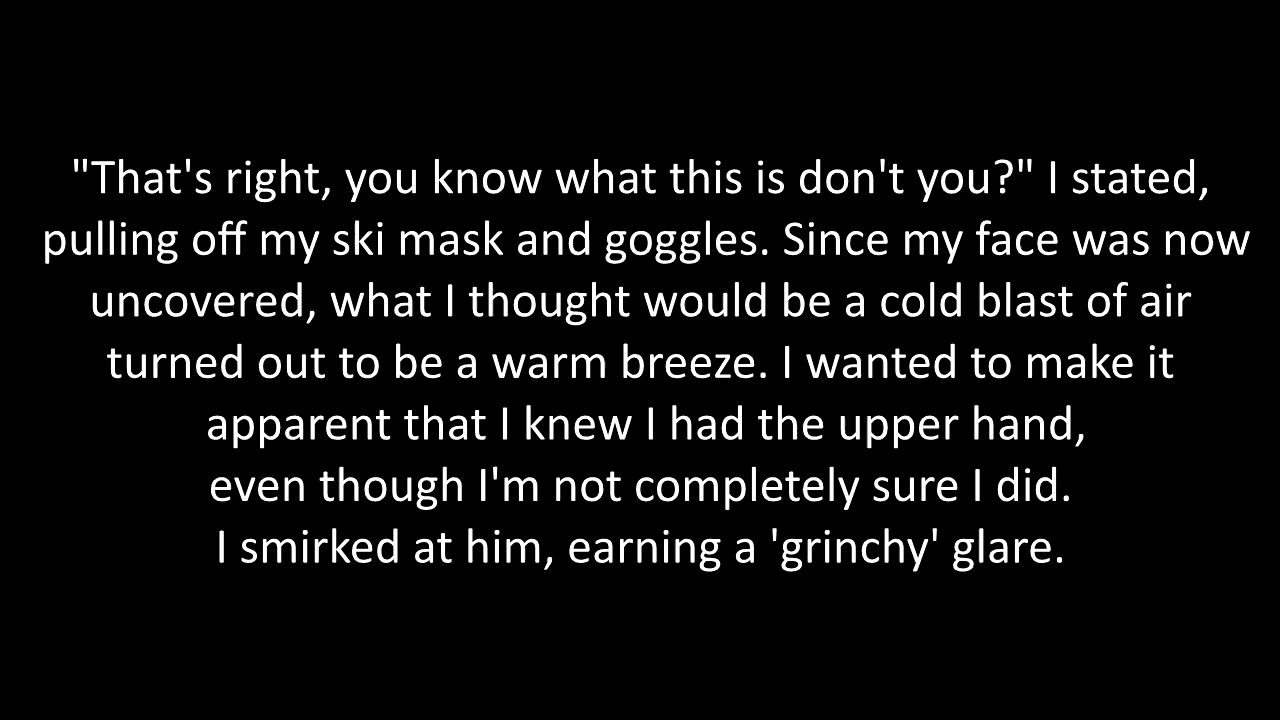 "That's right, you know what this is don't you?" I stated,
pulling off my ski mask and goggles. Since my face was now
uncovered, what I thought would be a cold blast of air
turned out to be a warm breeze. I wanted to make it
apparent that I knew I had the upper hand,
even though I'm not completely sure I did.
I smirked at him, earning a 'grinchy' glare.